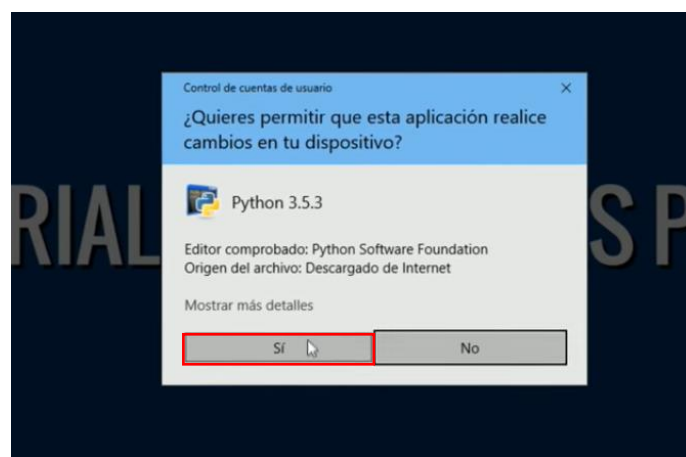 Control de cuentas de usuario
¿Quieres permitir que esta aplicación realice
cambios en tu dispositivo?
RIAL
S P
Python 3.5.3
Editor comprobado: Python Software Foundation
Origen del archivo: Descargado de Internet
Mostrar más detalles
Sí
No